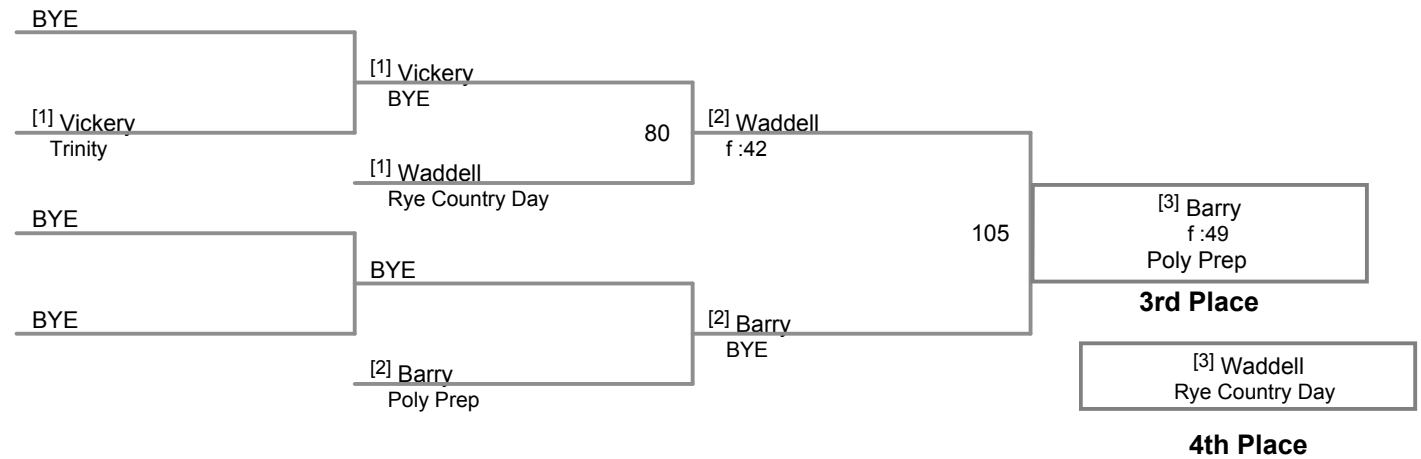 BYE
[1] Vickery
BYE
[1] Vickery
Trinity
80
[2] Waddell
f :42
[1] Waddell
Rye Country Day
[3] Barry
f :49
Poly Prep
BYE
105
BYE
3rd Place
BYE
[2] Barry
BYE
[2] Barry
Poly Prep
[3] Waddell
Rye Country Day
4th Place